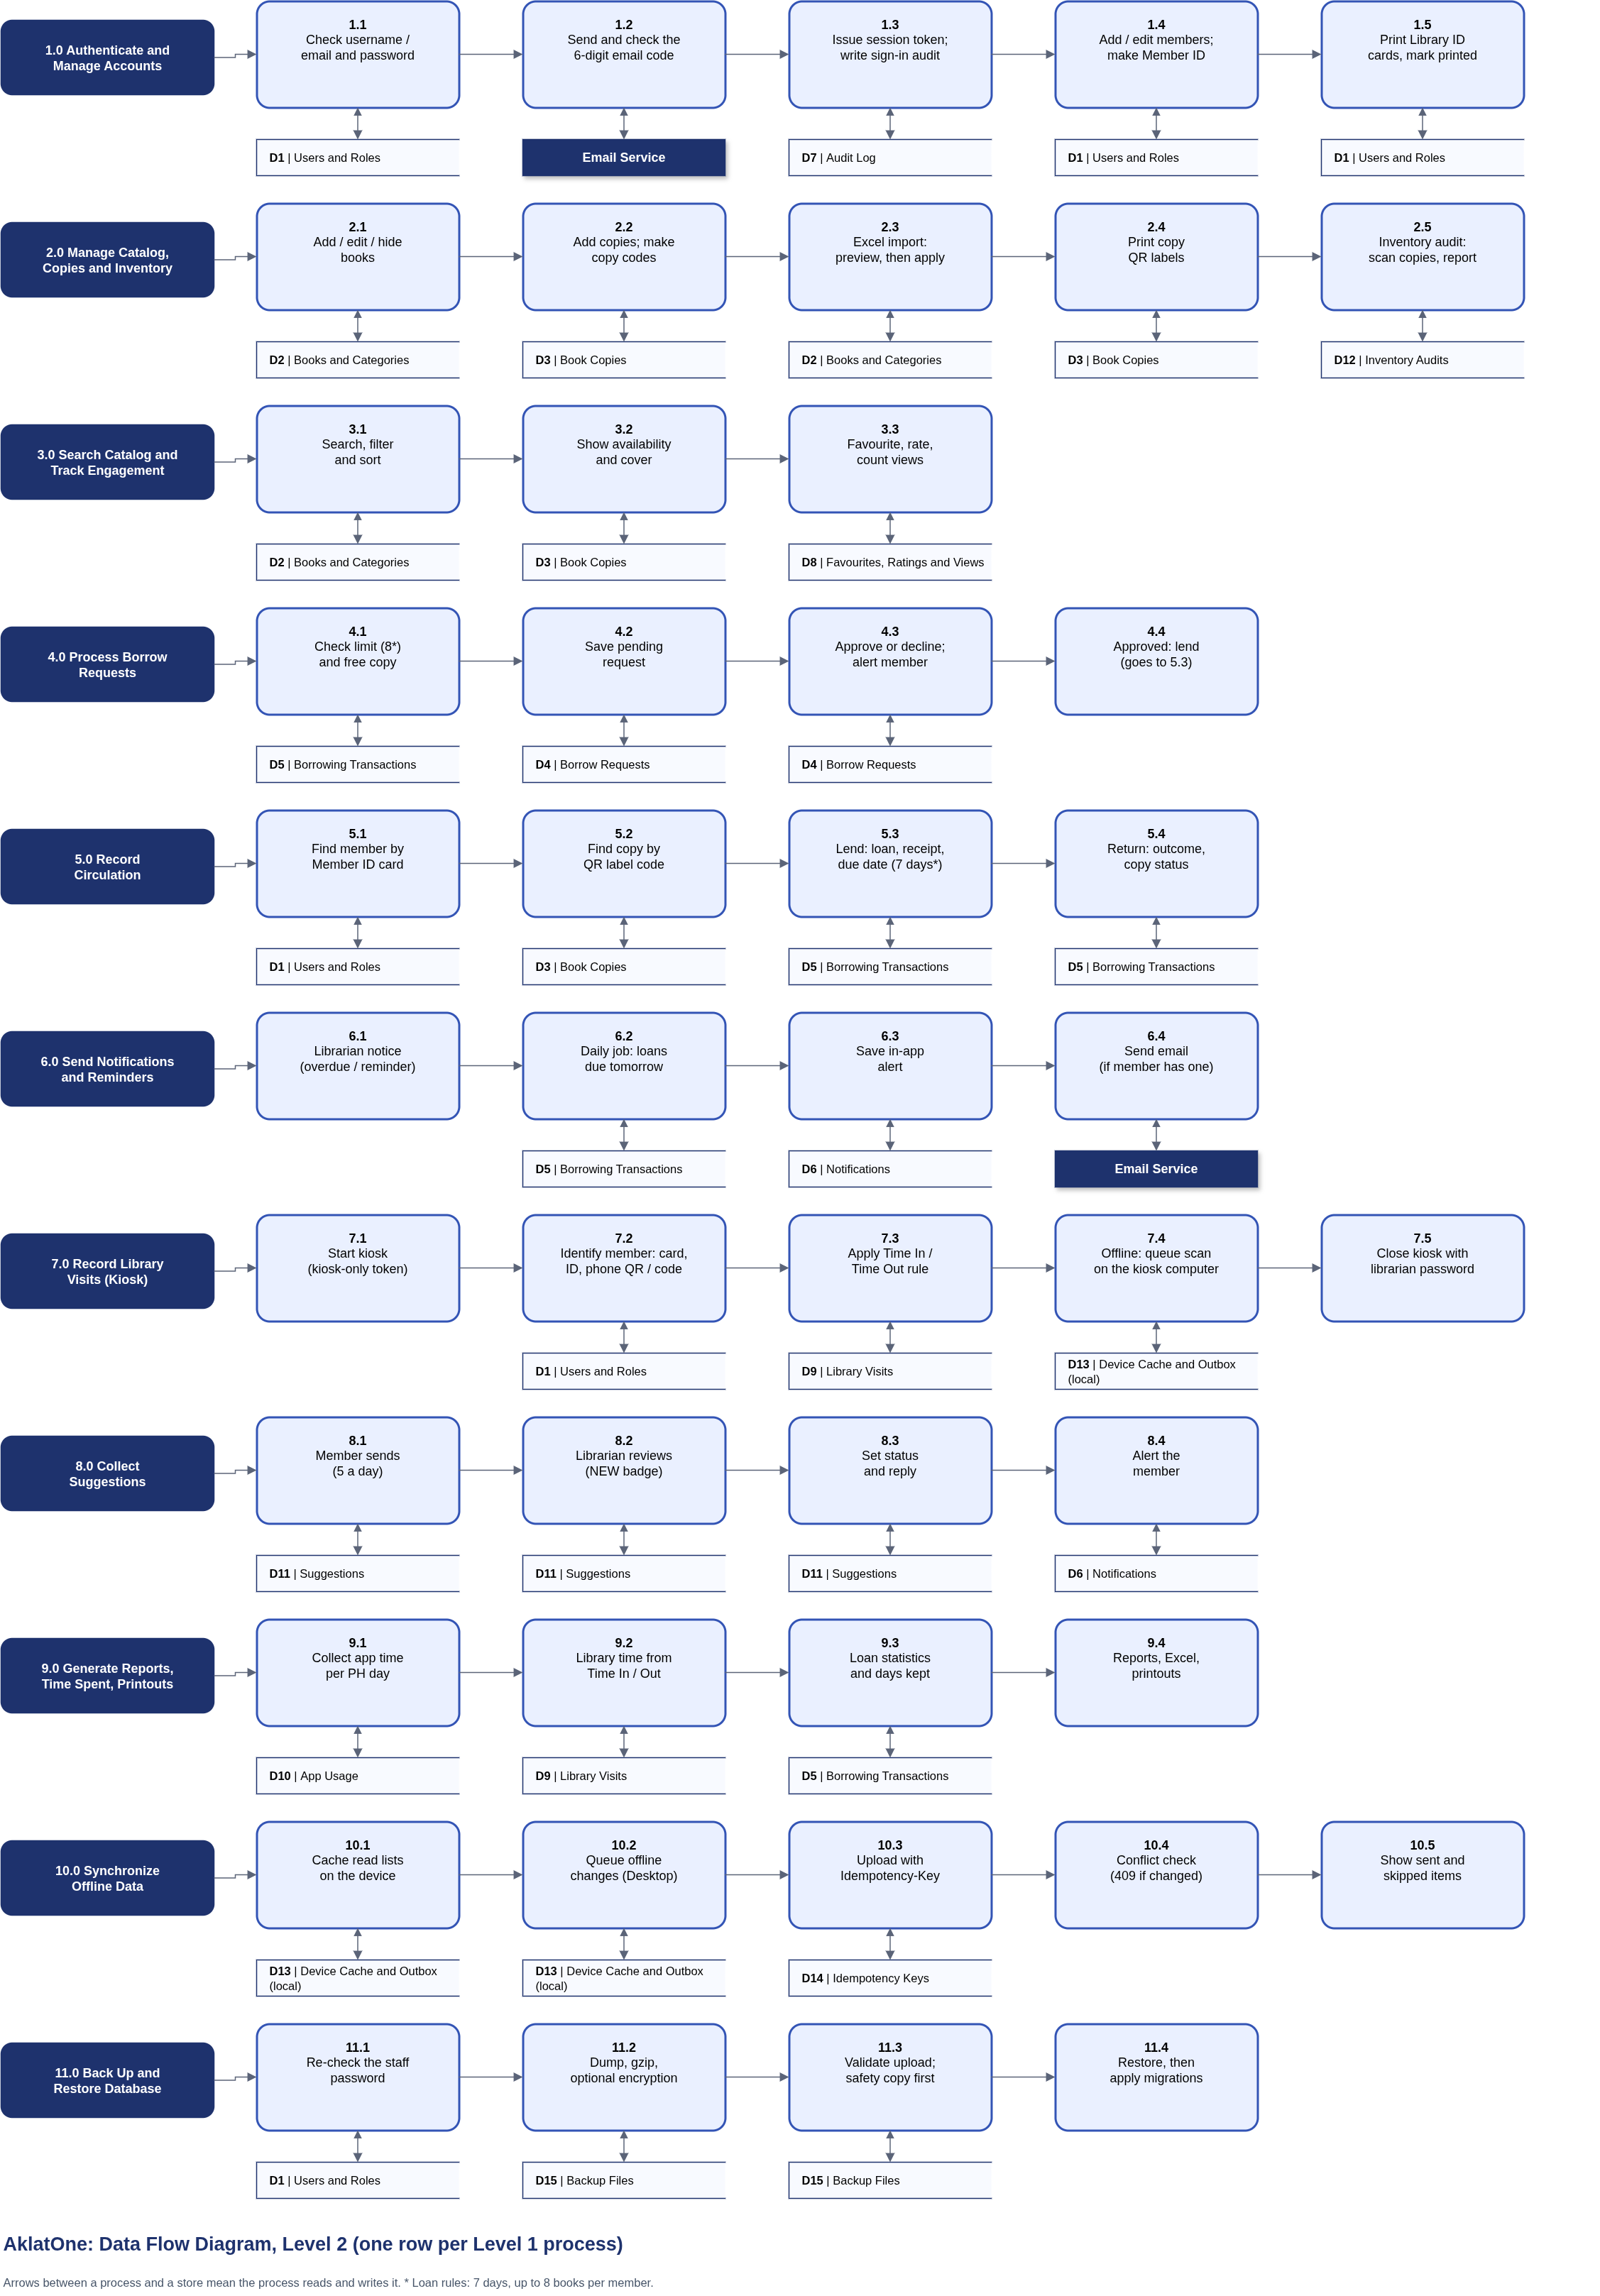 1.0 Authenticate and
Manage Accounts
1.1
Check username /
email and password
1.2
Send and check the
6-digit email code
1.3
Issue session token;
write sign-in audit
1.4
Add / edit members;
make Member ID
1.5
Print Library ID
cards, mark printed
D1 | Users and Roles
Email Service
D7 | Audit Log
D1 | Users and Roles
D1 | Users and Roles
2.0 Manage Catalog,
Copies and Inventory
2.1
Add / edit / hide
books
2.2
Add copies; make
copy codes
2.3
Excel import:
preview, then apply
2.4
Print copy
QR labels
2.5
Inventory audit:
scan copies, report
D2 | Books and Categories
D3 | Book Copies
D2 | Books and Categories
D3 | Book Copies
D12 | Inventory Audits
3.0 Search Catalog and
Track Engagement
3.1
Search, filter
and sort
3.2
Show availability
and cover
3.3
Favourite, rate,
count views
D2 | Books and Categories
D3 | Book Copies
D8 | Favourites, Ratings and Views
4.0 Process Borrow
Requests
4.1
Check limit (8*)
and free copy
4.2
Save pending
request
4.3
Approve or decline;
alert member
4.4
Approved: lend
(goes to 5.3)
D5 | Borrowing Transactions
D4 | Borrow Requests
D4 | Borrow Requests
5.0 Record
Circulation
5.1
Find member by
Member ID card
5.2
Find copy by
QR label code
5.3
Lend: loan, receipt,
due date (7 days*)
5.4
Return: outcome,
copy status
D1 | Users and Roles
D3 | Book Copies
D5 | Borrowing Transactions
D5 | Borrowing Transactions
6.0 Send Notifications
and Reminders
6.1
Librarian notice
(overdue / reminder)
6.2
Daily job: loans
due tomorrow
6.3
Save in-app
alert
6.4
Send email
(if member has one)
D5 | Borrowing Transactions
D6 | Notifications
Email Service
7.0 Record Library
Visits (Kiosk)
7.1
Start kiosk
(kiosk-only token)
7.2
Identify member: card,
ID, phone QR / code
7.3
Apply Time In /
Time Out rule
7.4
Offline: queue scan
on the kiosk computer
7.5
Close kiosk with
librarian password
D1 | Users and Roles
D9 | Library Visits
D13 | Device Cache and Outbox
(local)
8.0 Collect
Suggestions
8.1
Member sends
(5 a day)
8.2
Librarian reviews
(NEW badge)
8.3
Set status
and reply
8.4
Alert the
member
D11 | Suggestions
D11 | Suggestions
D11 | Suggestions
D6 | Notifications
9.0 Generate Reports,
Time Spent, Printouts
9.1
Collect app time
per PH day
9.2
Library time from
Time In / Out
9.3
Loan statistics
and days kept
9.4
Reports, Excel,
printouts
D10 | App Usage
D9 | Library Visits
D5 | Borrowing Transactions
10.0 Synchronize
Offline Data
10.1
Cache read lists
on the device
10.2
Queue offline
changes (Desktop)
10.3
Upload with
Idempotency-Key
10.4
Conflict check
(409 if changed)
10.5
Show sent and
skipped items
D13 | Device Cache and Outbox
(local)
D13 | Device Cache and Outbox
(local)
D14 | Idempotency Keys
11.0 Back Up and
Restore Database
11.1
Re-check the staff
password
11.2
Dump, gzip,
optional encryption
11.3
Validate upload;
safety copy first
11.4
Restore, then
apply migrations
D1 | Users and Roles
D15 | Backup Files
D15 | Backup Files
AklatOne: Data Flow Diagram, Level 2 (one row per Level 1 process)
Arrows between a process and a store mean the process reads and writes it. * Loan rules: 7 days, up to 8 books per member.